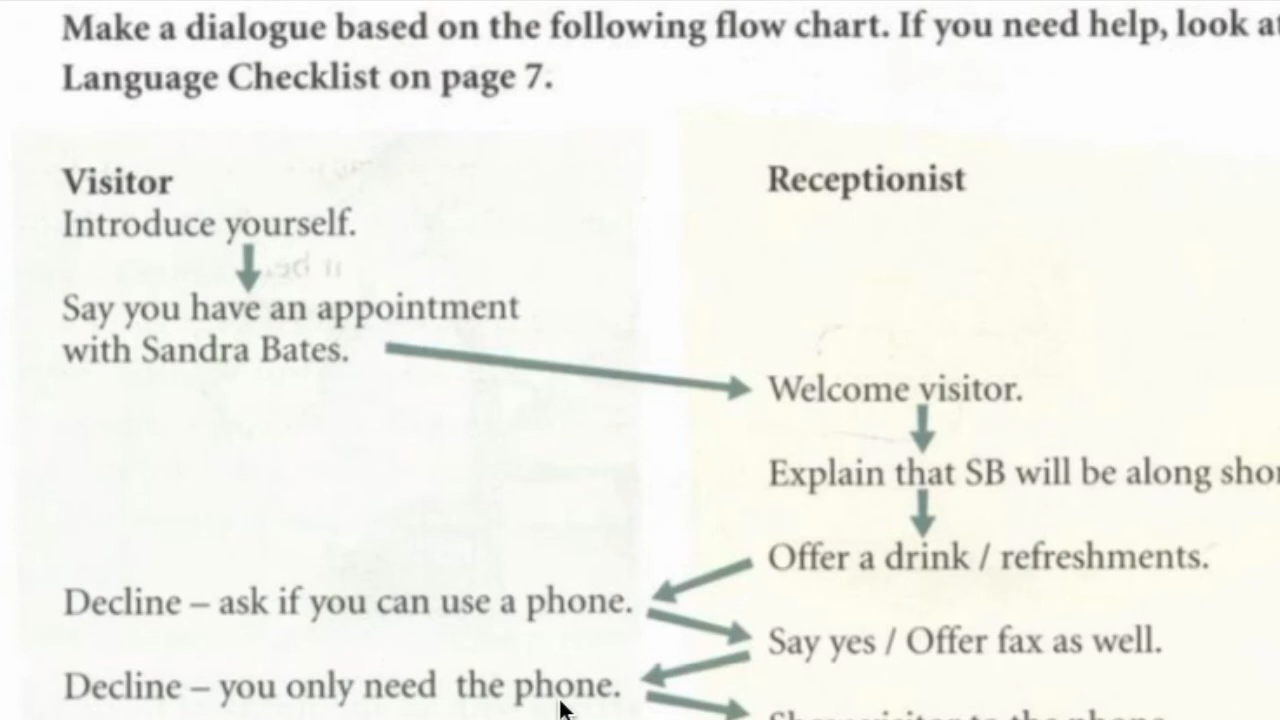 Make a dialogue based on the following flow chart. If you need help, look at
Language Checklist on page 7.
Visitor
Introduce yourself.
Say you have an appointment
with Sandra Bates.
Receptionist
Welcome visitor.
Explain that SB will be along
Offer a drink / refreshments.
Decline – ask if you can use a phone.
Say yes / Offer fax as well.
Decline – you only need the phone.